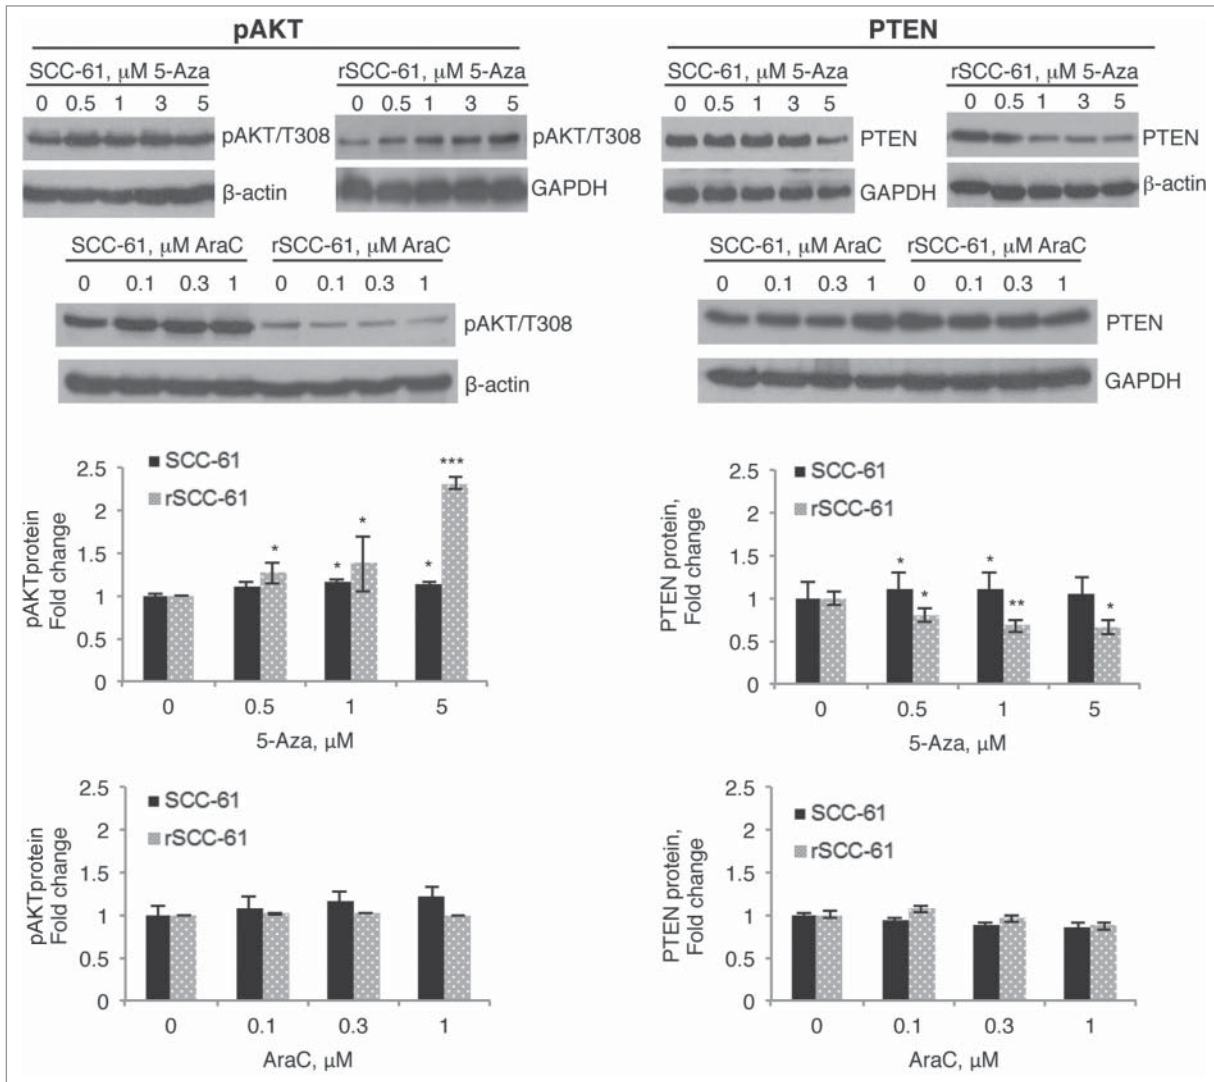 pAKT
SCC-61, μM 5-Aza
0 0.5 1 3 5
pAKT/T308
β-actin
rSCC-61, μM 5-Aza
0 0.5 1 3 5
pAKT/T308
GAPDH
SCC-61, μM AraC rSCC-61, μM AraC
0 0.1 0.3 1 0 0.1 0.3 1
pAKT/T308
β-actin
PTEN
SCC-61, μM 5-Aza
0 0.5 1 3 5
PTEN
GAPDH
rSCC-61, μM 5-Aza
0 0.5 1 3 5
PTEN
β-actin
SCC-61, μM AraC rSCC-61, μM AraC
0 0.1 0.3 1 0 0.1 0.3 1
PTEN
GAPDH
pAKTprotein
Fold change
2.5
2
1.5
1
0.5
0
SCC-61
rSCC-61
* * * * ***
0 0.5 1 5
5-Aza, μM
PTEN protein,
Fold change
2.5
2
1.5
1
0.5
0
SCC-61
rSCC-61
* * * ** *
0 0.5 1 5
5-Aza, μM
pAKTprotein
Fold change
2.5
2
1.5
1
0.5
0
SCC-61
rSCC-61
0 0.1 0.3 1
AraC, μM
PTEN protein,
Fold change
2.5
2
1.5
1
0.5
0
SCC-61
rSCC-61
0 0.1 0.3 1
AraC, μM